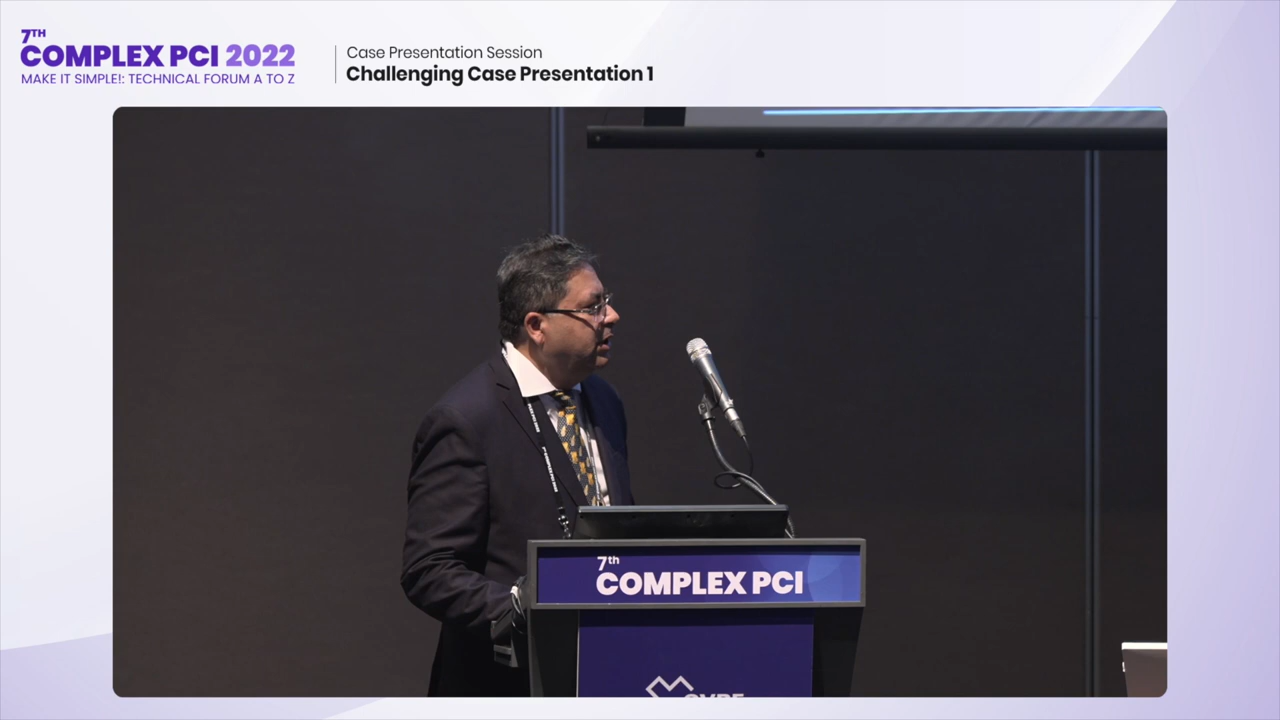 7TH
COMPLEX PCI 2022
MAKE IT SIMPLE!: TECHNICAL FORUM A TO Z
Case Presentation Session
Challenging Case Presentation 1
7th
COMPLEX PCI